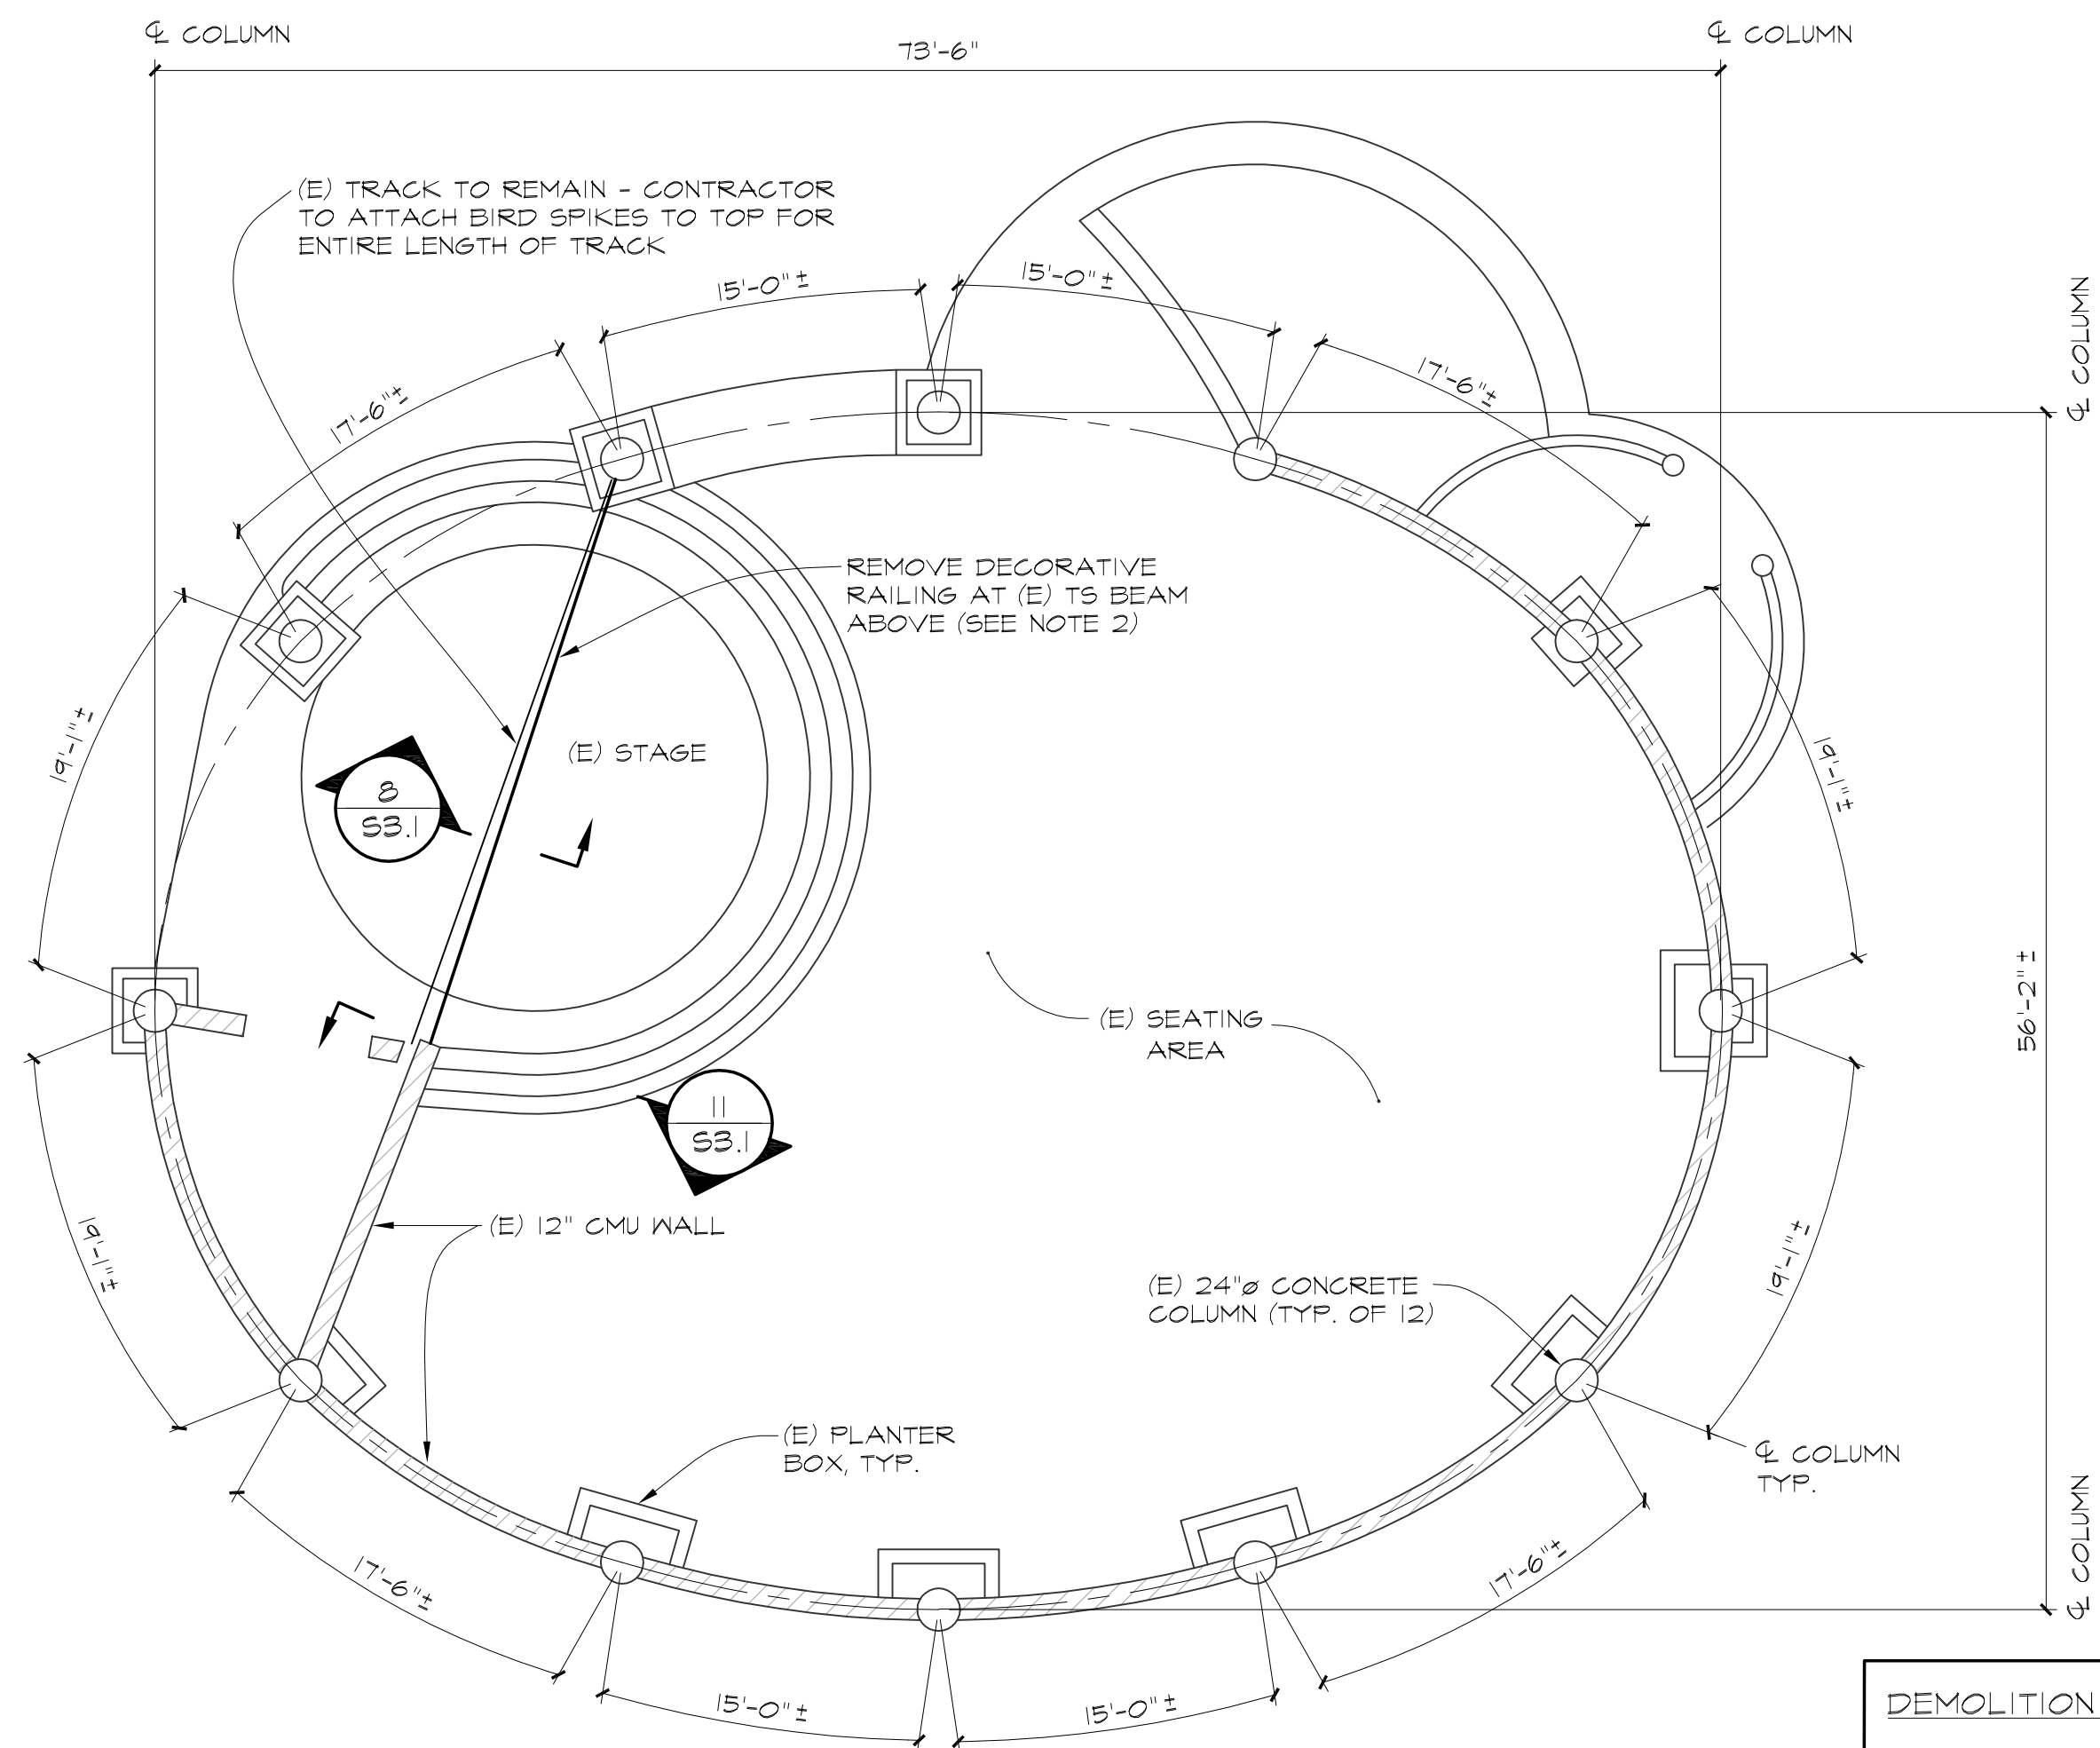 ℄ COLUMN
73'-6"
℄ COLUMN
(E) TRACK TO REMAIN - CONTRACTOR
TO ATTACH BIRD SPIKES TO TOP FOR
ENTIRE LENGTH OF TRACK
15'-0"±
15'-0"±
17'-6"±
17'-6"±
℄ COLUMN
REMOVE DECORATIVE
RAILING AT (E) TS BEAM
ABOVE (SEE NOTE 2)
19'-1"±
(E) STAGE
19'-1"±
8
S3.1
56'-2"±
(E) SEATING
AREA
11
S3.1
19'-1"±
(E) 12" CMU WALL
19'-1"±
(E) 24"ø CONCRETE
COLUMN (TYP. OF 12)
(E) PLANTER
BOX, TYP.
℄ COLUMN
TYP.
℄ COLUMN
17'-6"±
17'-6"±
15'-0"±
15'-0"±
DEMOLITION